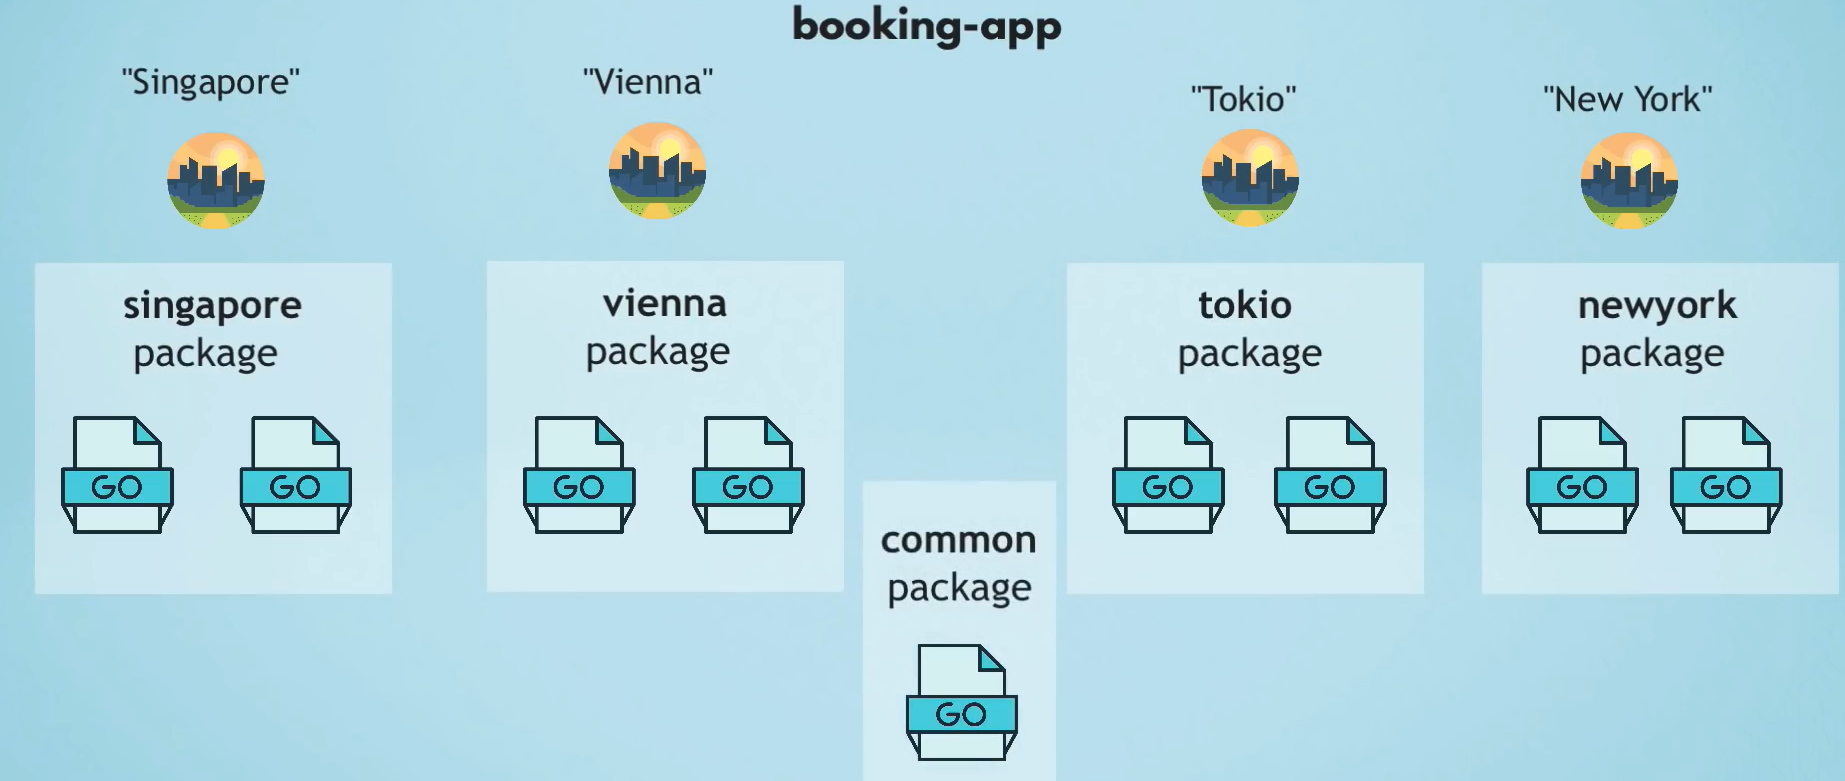 booking-app
"Singapore"
"Vienna"
"Tokio"
"New York"
singapore
package
GO
GO
vienna
package
GO
GO
common
package
GO
tokio
package
GO
GO
newyork
package
GO
GO